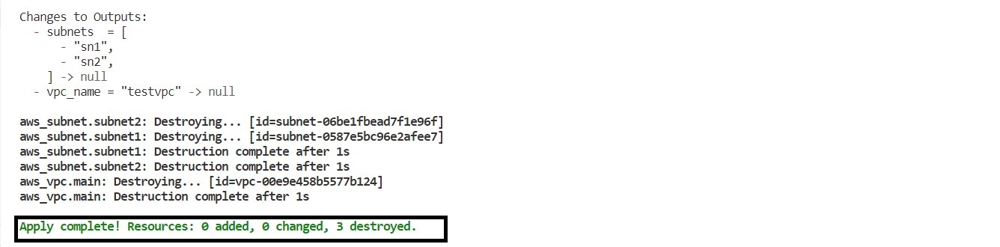 Changes to Outputs:
- subnets = [
- "sn1",
- "sn2",
] -> null
- vpc_name = "testvpc" -> null
aws_subnet.subnet2: Destroying... [id=subnet-06be1fbead7f1e96f]
aws_subnet.subnet1: Destroying... [id=subnet-0587e5bc96e2afee7]
aws_subnet.subnet1: Destruction complete after 1s
aws_subnet.subnet2: Destruction complete after 1s
aws_vpc.main: Destroying... [id=vpc-00e9e458b5577b124]
aws_vpc.main: Destruction complete after 1s
Apply complete! Resources: 0 added, 0 changed, 3 destroyed.